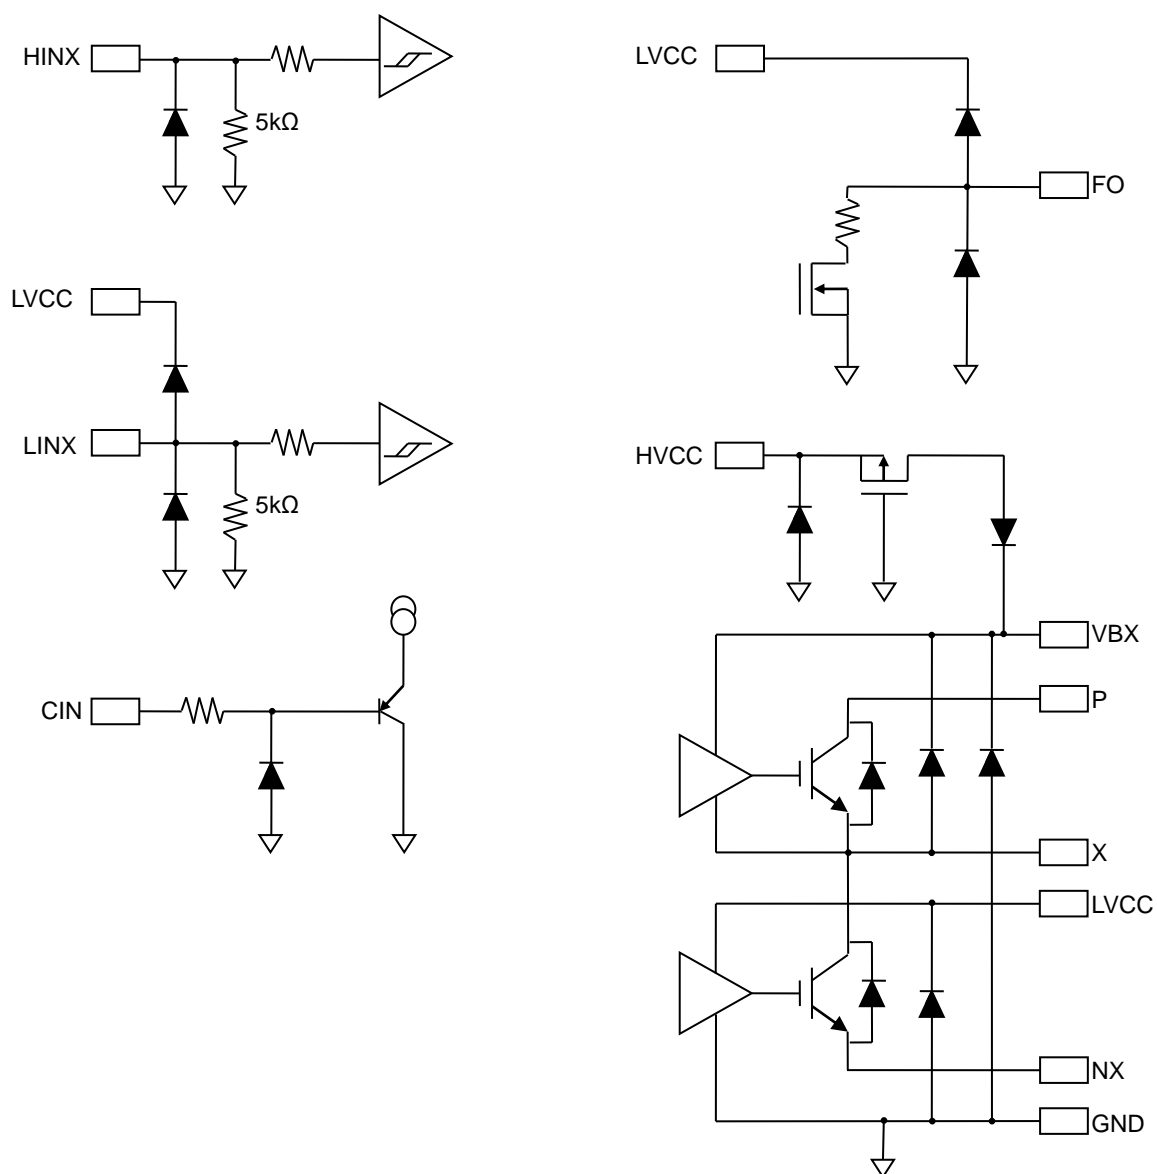 HINX
5kΩ
LVCC
LINX
5kΩ
CIN
LVCC
FO
HVCC
VBX
P
X
LVCC
NX
GND